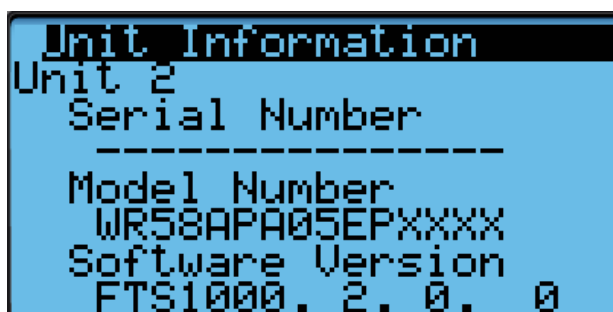 Unit Information
Unit 2
Serial Number
---------------
Model Number
WR58APA05EPXXXX
Software Version
FTS1000. 2. 0. 0